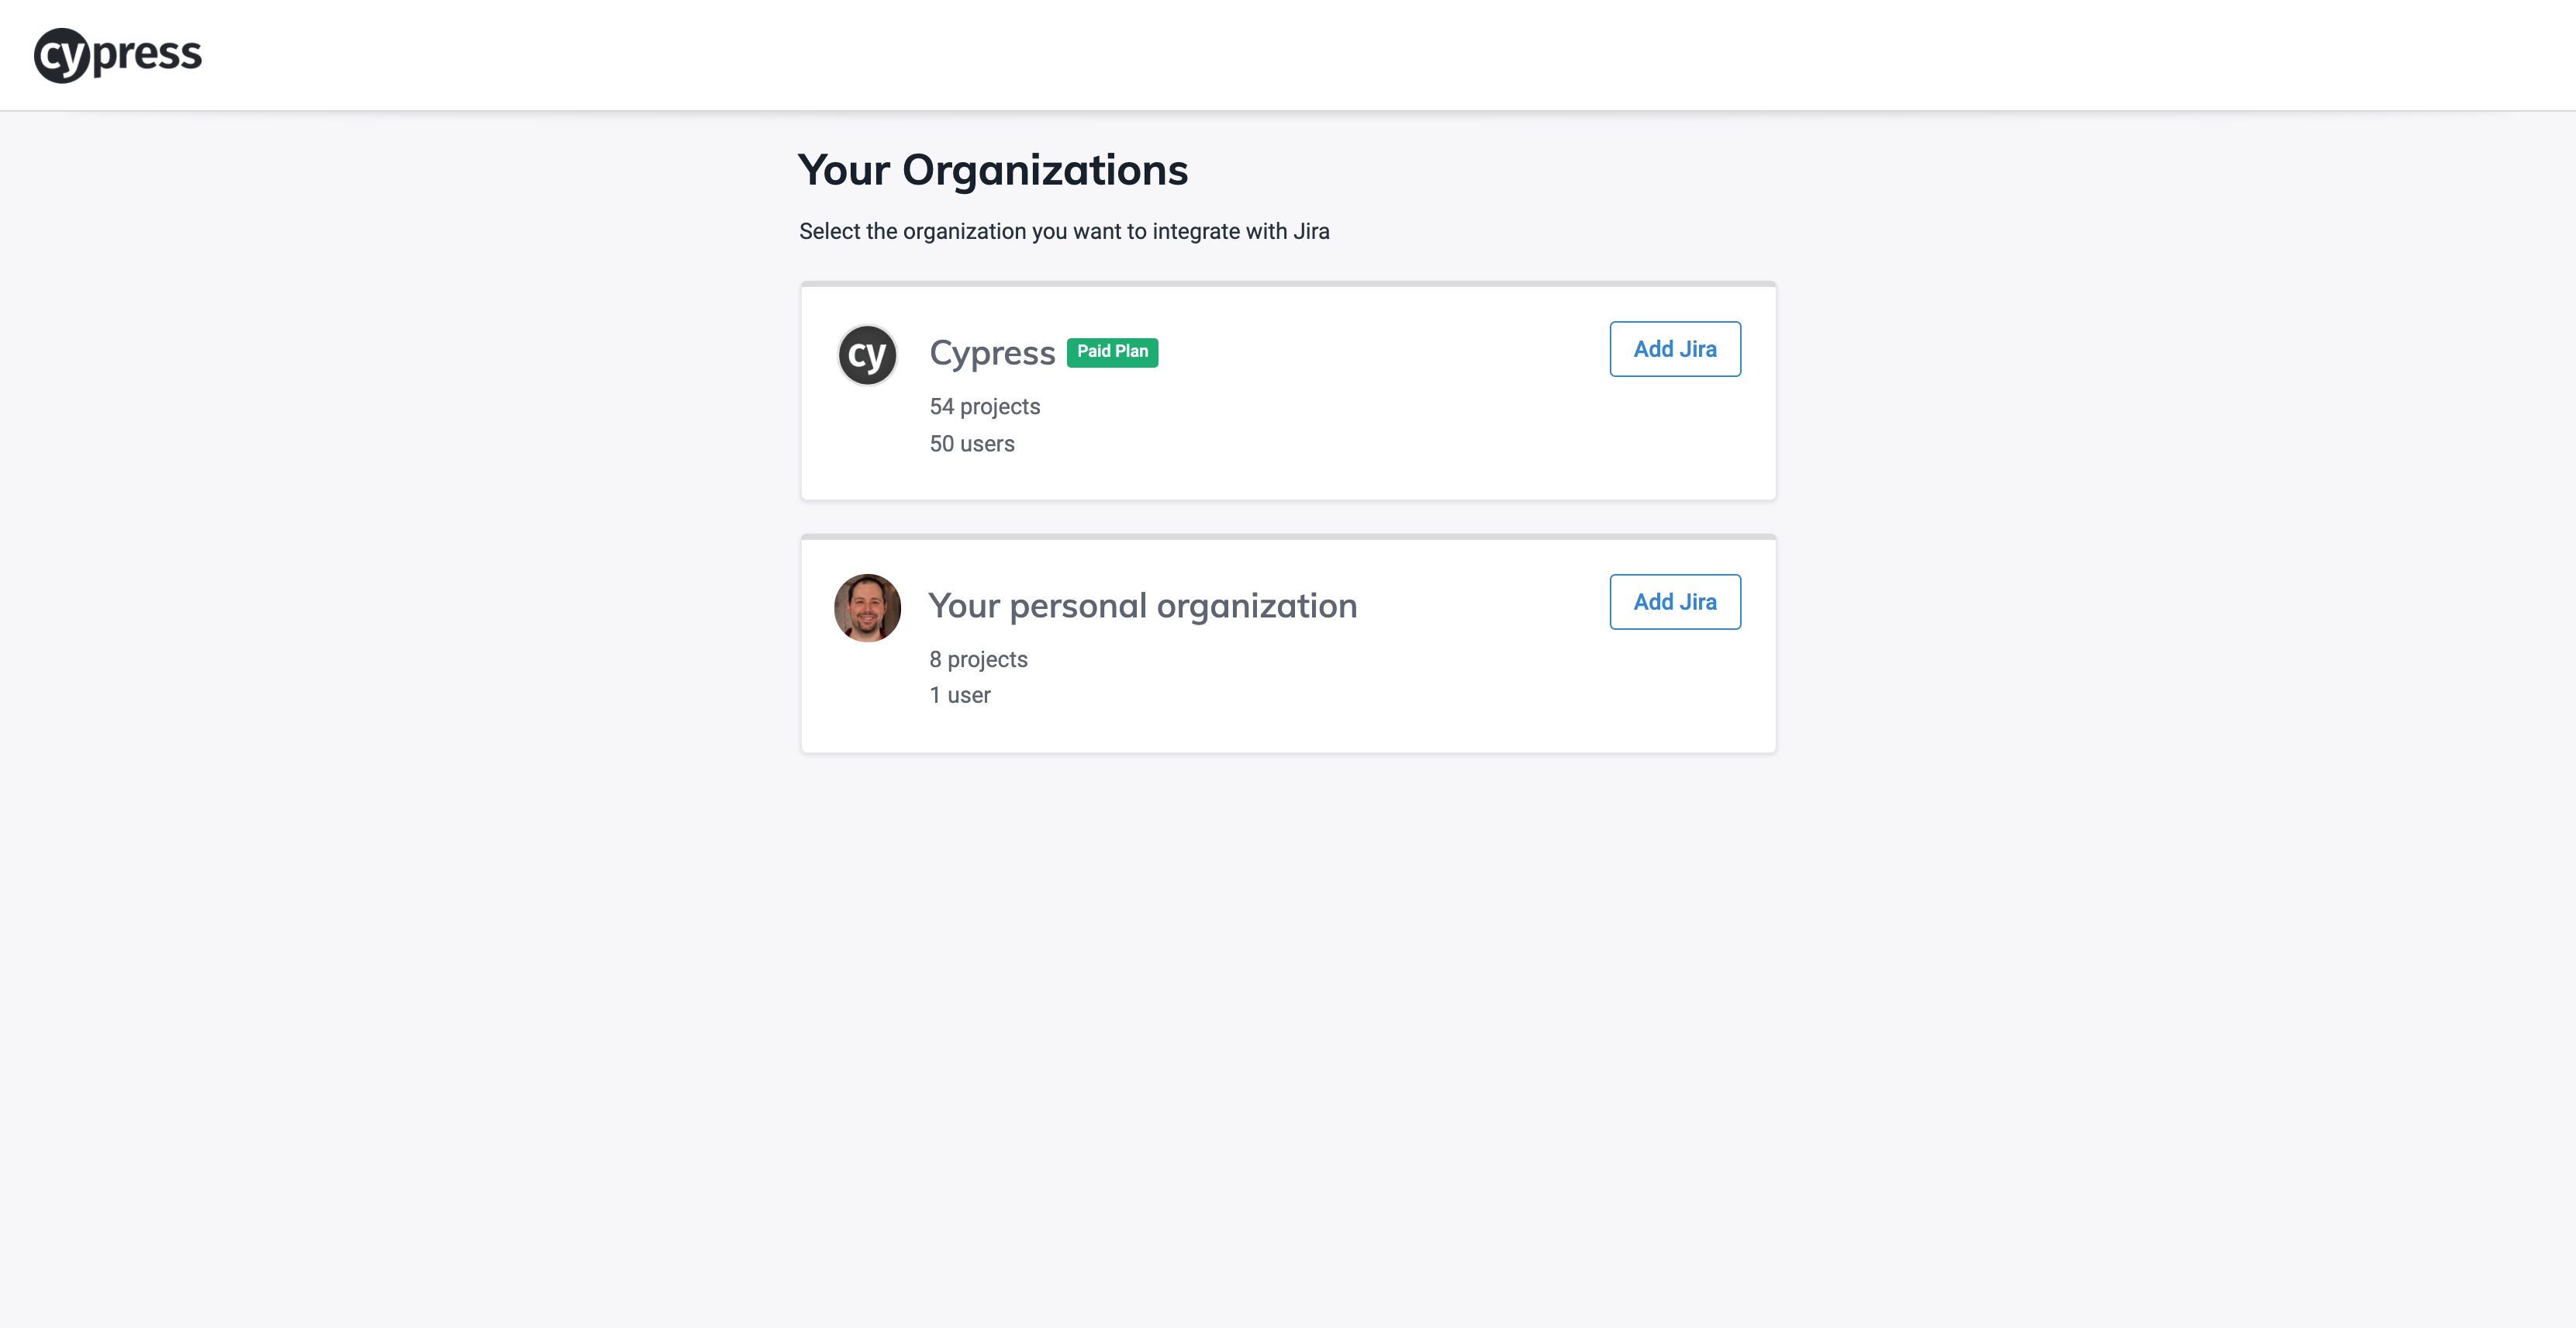 cypress
Your Organizations
Select the organization you want to integrate with Jira
cy
Cypress Paid Plan
Add Jira
54 projects
50 users
Your personal organization
Add Jira
8 projects
1 user